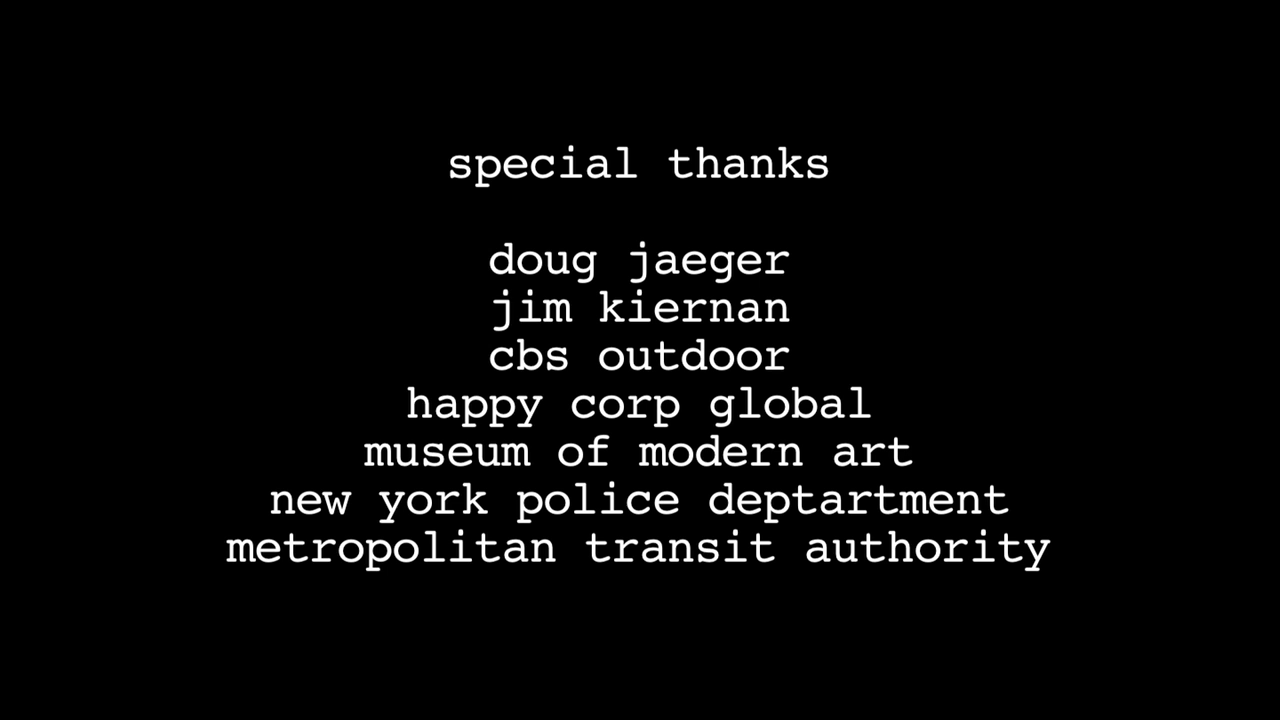 special thanks
doug jaeger
jim kiernan
cbs outdoor
happy corp global
museum of modern art
new york police deptartment
metropolitan transit authority